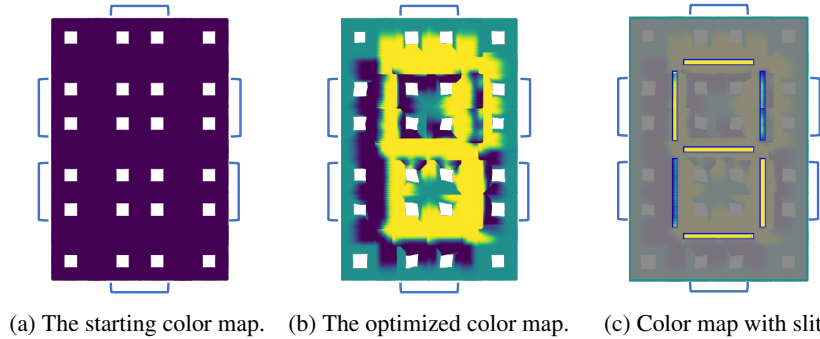 (a) The starting color map.
(b) The optimized color map.
(c) Color map with slit